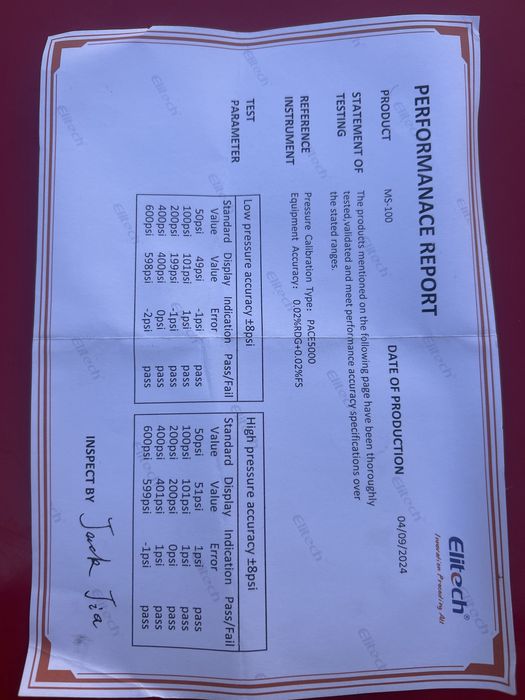 Elitech®
Inveration Preceding All
PERFORMANACE REPORT
DATE OF PRODUCTION 04/09/2024
PRODUCT MS-100
STATEMENT OF TESTING The products mentioned on the following page have been thoroughly
tested,validated and meet performance accuracy specifications over
the stated ranges.
REFERENCE INSTRUMENT Pressure Calibration Type: PACE5000
Equipment Accuracy: 0.02%RDG+0.02%FS
TEST PARAMETER
Low pressure accuracy ±8psi
Standard Value Display Value Indication Error Pass/Fail
50psi 49psi -1psi pass
100psi 101psi 1psi pass
200psi 199psi -1psi pass
400psi 400psi 0psi pass
600psi 598psi -2psi pass
High pressure accuracy ±8psi
Standard Value Display Value Indication Error Pass/Fail
50psi 51psi 1psi pass
100psi 101psi 1psi pass
200psi 200psi 0psi pass
400psi 401psi 1psi pass
600psi 599psi -1psi pass
INSPECT BY Jack Jia